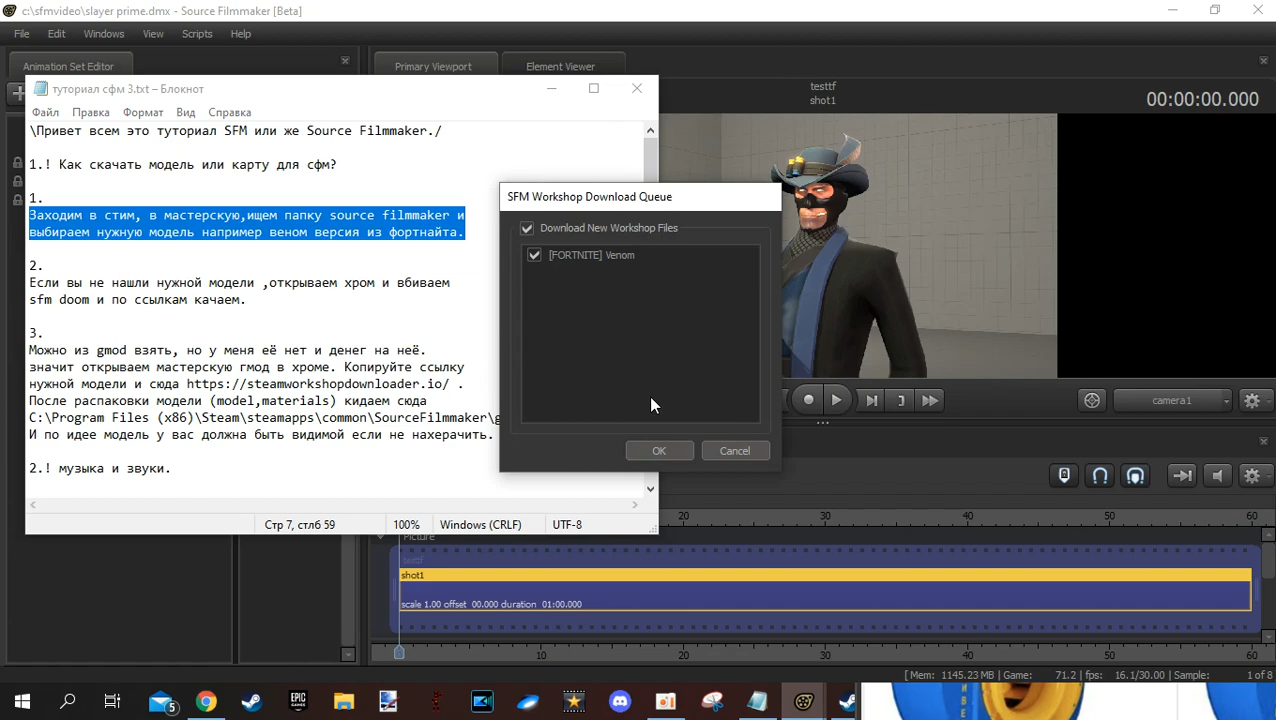 c:\sfmvideo\slayer prime.dmx - Source Filmmaker [Beta]
File Edit Windows View Scripts Help
Animation Set Editor
Primary Viewport Element Viewer
туториал сфм 3.txt – Блокнот
Файл Правка Формат Вид Справка
\Привет всем это туториал SFM или же Source Filmmaker./
1.! Как скачать модель или карту для сфм?
1.
Заходим в стим, в мастерскую,ищем папку source filmmaker и
выбираем нужную модель например веном версия из фортнайта.
2.
Если вы не нашли нужной модели ,открываем хром и вбиваем
sfm doom и по ссылкам качаем.
3.
Можно из gmod взять, но у меня её нет и денег на неё.
значит открываем мастерскую гмод в хроме. Копируйте ссылку
нужной модели и сюда https://steamworkshopdownloader.io/ .
После распаковки модели (model,materials) кидаем сюда
C:\Program Files (x86)\Steam\steamapps\common\SourceFilmmaker\g
И по идее модель у вас должна быть видимой если не нахерачить.
2.! музыка и звуки.
Стр 7, стлб 59 100% Windows (CRLF) UTF-8
SFM Workshop Download Queue
Download New Workshop Files
[FORTNITE] Venom
OK Cancel
testtf
shot1
00:00:00.000
camera1
20 30 40 50 60
Picture
testtf
shot1
scale 1.00 offset 00.000 duration 01:00.000
10 20 30 40 50 60
[ Mem: 1145.23 MB | Game: 71.2 | fps: 16.1/30.00 | Sample: 1 of 8
5
EPIC
GAMES